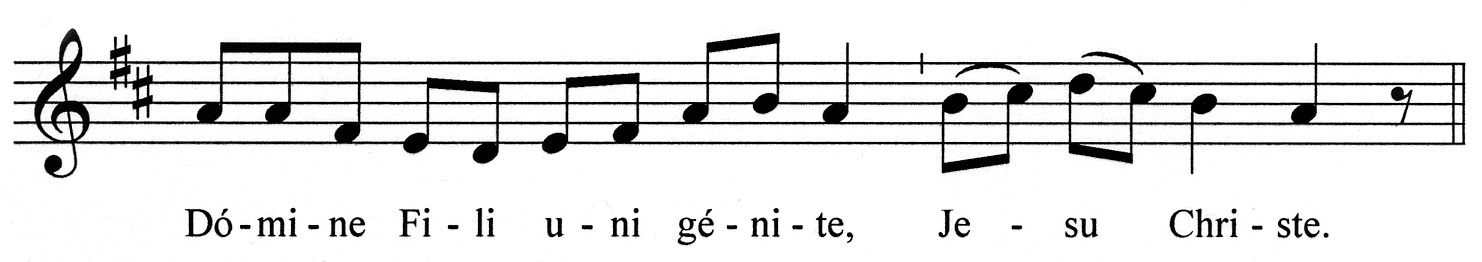 Dó - mi - ne Fi - li u - ni gé - ni - te, Je - su Chri - ste.